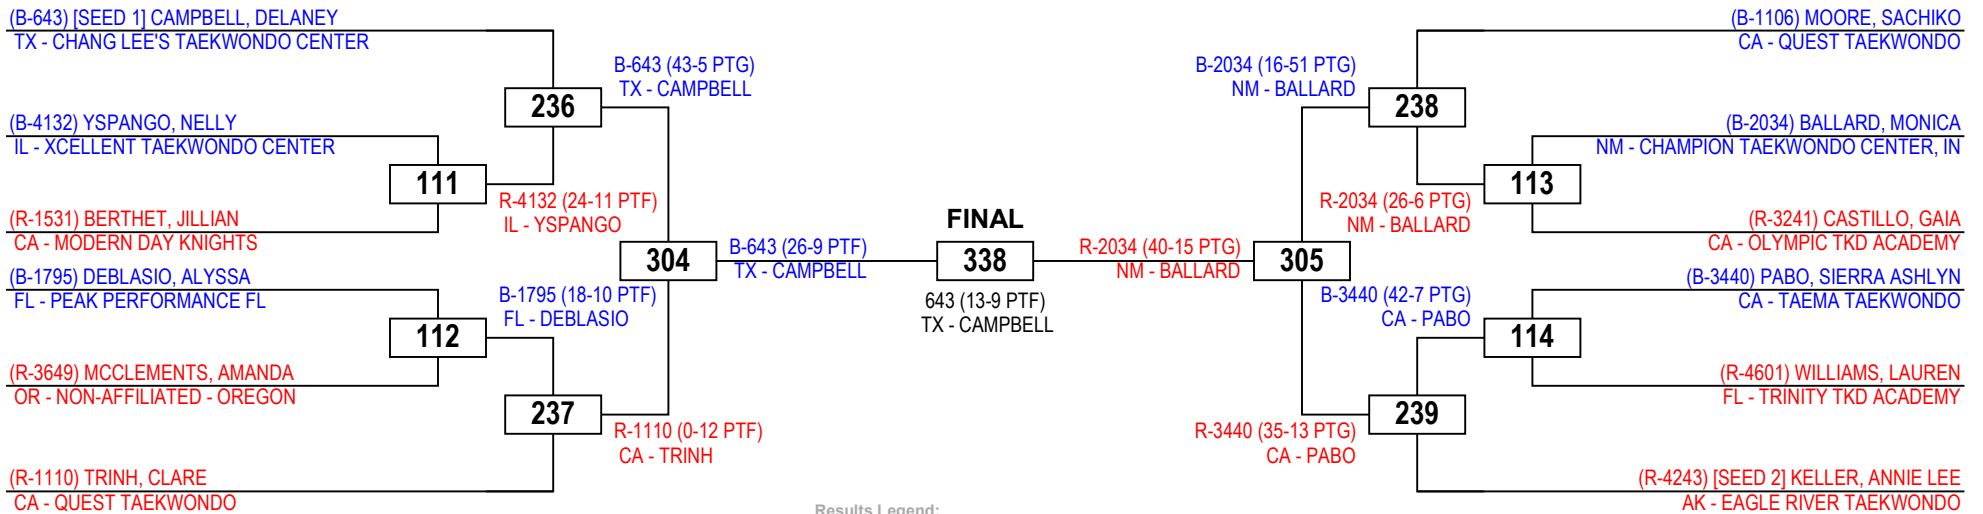 (B-643) [SEED 1] CAMPBELL, DELANEY
TX - CHANG LEE'S TAEKWONDO CENTER
B-643 (43-5 PTG)
TX - CAMPBELL
236
(B-4132) YSPANGO, NELLY
IL - XCELLENT TAEKWONDO CENTER
111
R-4132 (24-11 PTF)
IL - YSPANGO
(R-1531) BERTHET, JILLIAN
CA - MODERN DAY KNIGHTS
304
B-643 (26-9 PTF)
TX - CAMPBELL
(B-1795) DEBLASIO, ALYSSA
FL - PEAK PERFORMANCE FL
B-1795 (18-10 PTF)
FL - DEBLASIO
112
(R-3649) MCCLEMENTS, AMANDA
OR - NON-AFFILIATED - OREGON
237
R-1110 (0-12 PTF)
CA - TRINH
(R-1110) TRINH, CLARE
CA - QUEST TAEKWONDO
FINAL
338
643 (13-9 PTF)
TX - CAMPBELL
Results Legend:
(B-1106) MOORE, SACHIKO
CA - QUEST TAEKWONDO
B-2034 (16-51 PTG)
NM - BALLARD
238
(B-2034) BALLARD, MONICA
NM - CHAMPION TAEKWONDO CENTER, IN
113
R-2034 (26-6 PTG)
NM - BALLARD
(R-3241) CASTILLO, GAIA
CA - OLYMPIC TKD ACADEMY
R-2034 (40-15 PTG)
NM - BALLARD
305
(B-3440) PABO, SIERRA ASHLYN
CA - TAEMA TAEKWONDO
B-3440 (42-7 PTG)
CA - PABO
114
(R-4601) WILLIAMS, LAUREN
FL - TRINITY TKD ACADEMY
239
R-3440 (35-13 PTG)
CA - PABO
(R-4243) [SEED 2] KELLER, ANNIE LEE
AK - EAGLE RIVER TAEKWONDO